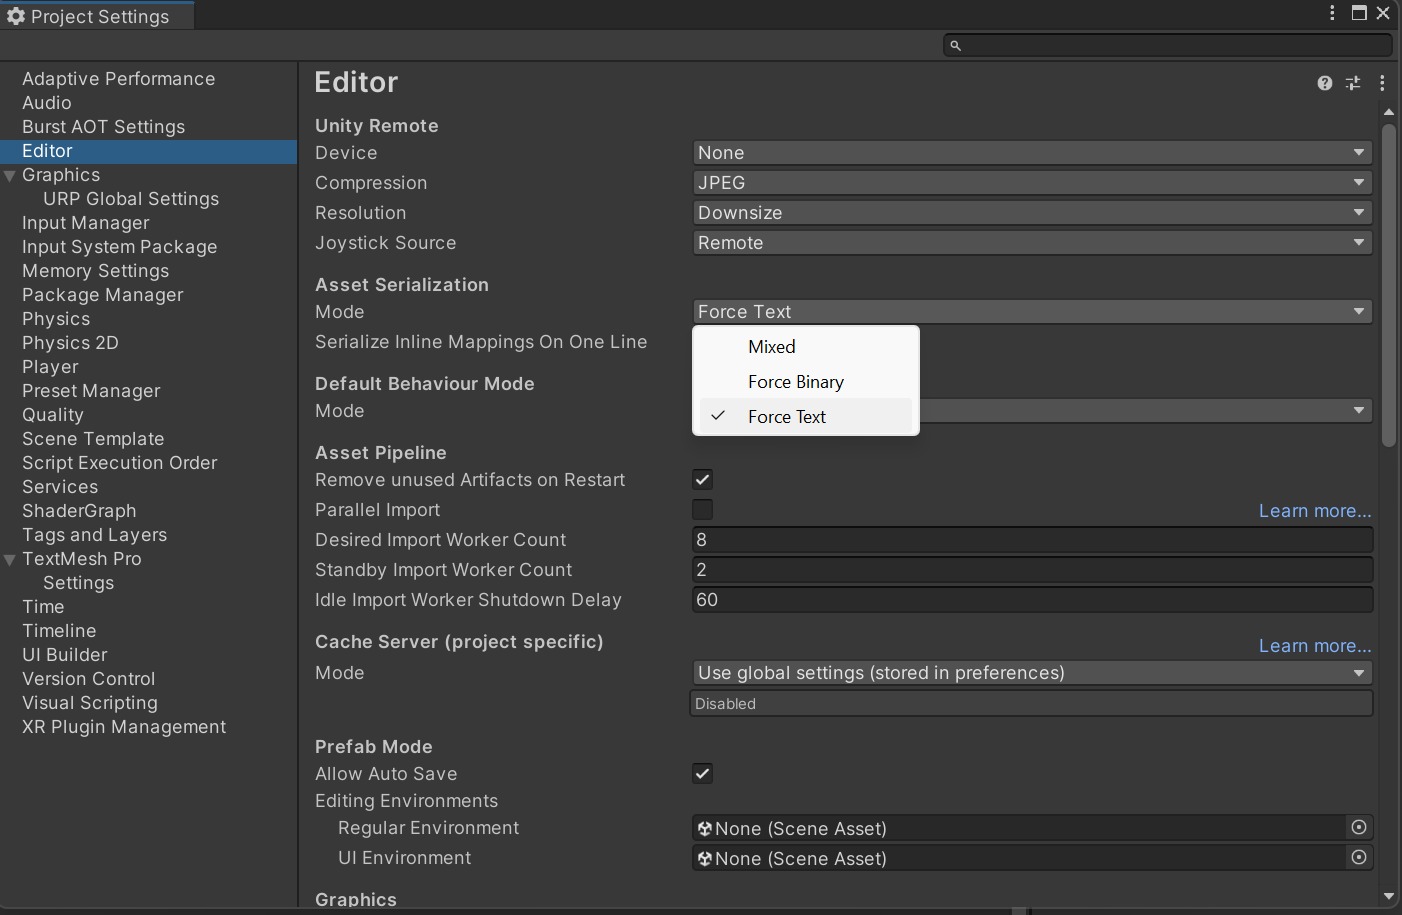 Project Settings
Adaptive Performance
Audio
Burst AOT Settings
Editor
Graphics
URP Global Settings
Input Manager
Input System Package
Memory Settings
Package Manager
Physics
Physics 2D
Player
Preset Manager
Quality
Scene Template
Script Execution Order
Services
ShaderGraph
Tags and Layers
TextMesh Pro
Settings
Time
Timeline
UI Builder
Version Control
Visual Scripting
XR Plugin Management
Editor
Unity Remote
Device None
Compression JPEG
Resolution Downsize
Joystick Source Remote
Asset Serialization
Mode Force Text
Mixed
Force Binary
Force Text
Serialize Inline Mappings On One Line
Default Behaviour Mode
Mode
Asset Pipeline
Remove unused Artifacts on Restart
Parallel Import Learn more...
Desired Import Worker Count 8
Standby Import Worker Count 2
Idle Import Worker Shutdown Delay 60
Cache Server (project specific) Learn more...
Mode Use global settings (stored in preferences)
Disabled
Prefab Mode
Allow Auto Save
Editing Environments
Regular Environment None (Scene Asset)
UI Environment None (Scene Asset)
Graphics